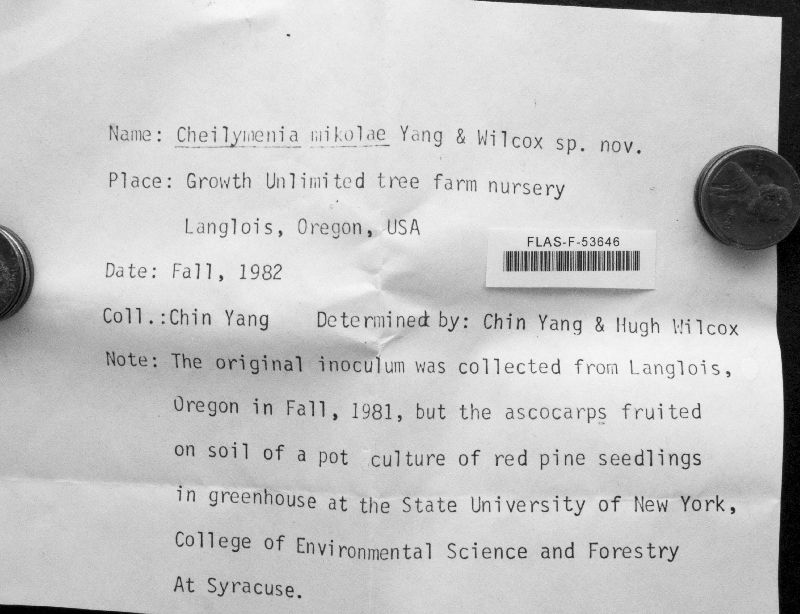 Name: Cheilymenia mikolae Yang & Wilcox sp. nov.
Place: Growth Unlimited tree farm nursery
Langlois, Oregon, USA
FLAS-F-53646
Date: Fall, 1982
Coll.:Chin Yang Determined by: Chin Yang & Hugh Wilcox
Note: The original inoculum was collected from Langlois,
Oregon in Fall, 1981, but the ascocarps fruited
on soil of a pot culture of red pine seedlings
in greenhouse at the State University of New York,
College of Environmental Science and Forestry
At Syracuse.